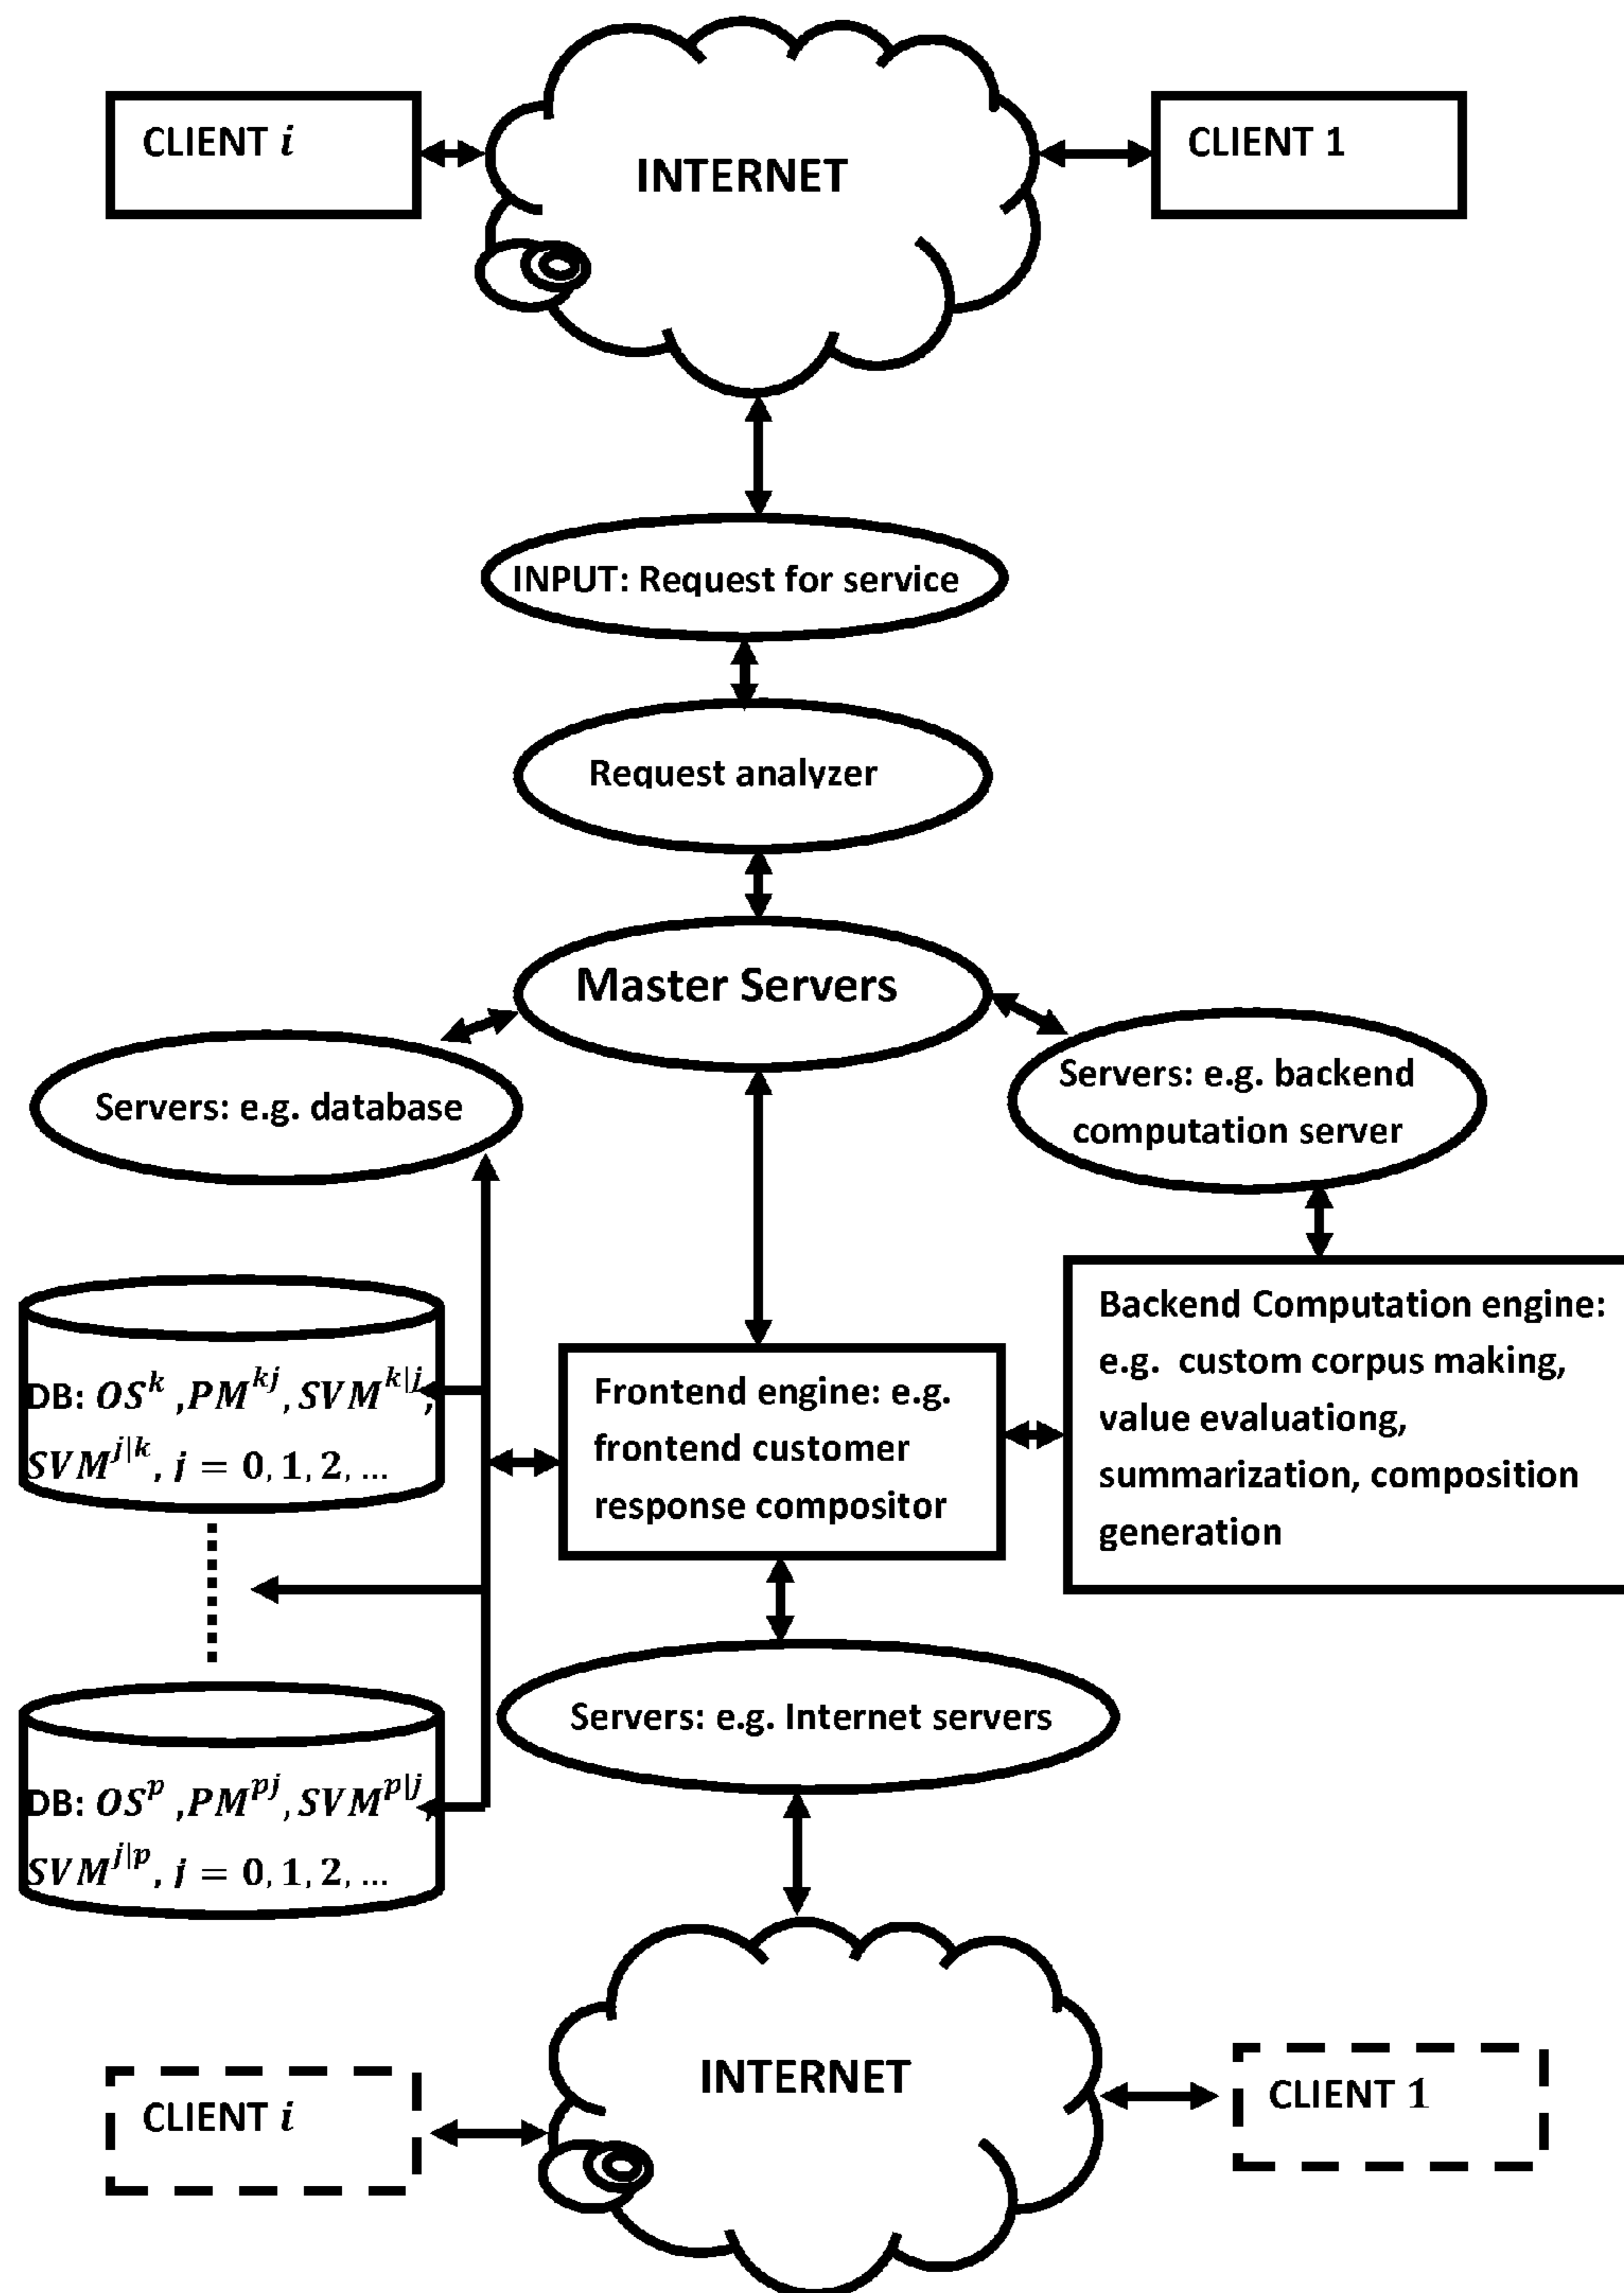 CLIENT i
INTERNET
CLIENT 1
INPUT: Request for service
Request analyzer
Master Servers
Servers: e.g. database
Servers: e.g. backend
computation server
DB: OS^k ,PM^{kj}, SVM^{k|j},
SVM^{j|k}, j = 0, 1, 2, ...
Frontend engine: e.g.
frontend customer
response compositor
Backend Computation engine:
e.g. custom corpus making,
value evaluationg,
summarization, composition
generation
Servers: e.g. Internet servers
DB: OS^p ,PM^{pj}, SVM^{p|j},
SVM^{j|p}, j = 0, 1, 2, ...
CLIENT i
INTERNET
CLIENT 1